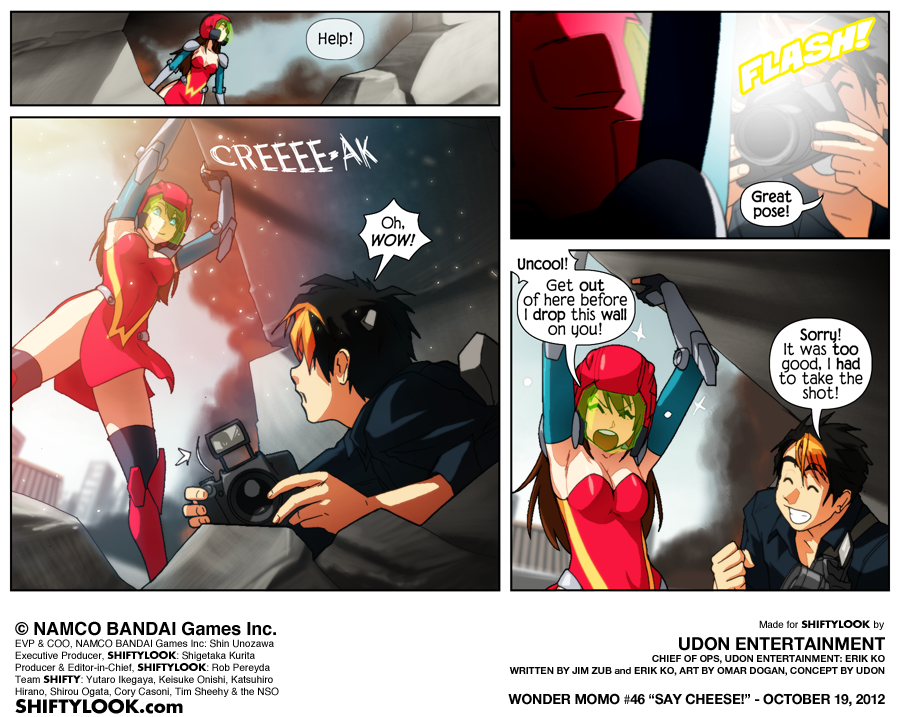 Help!
CREEEE-AK
Oh,
WOW!
FLASH!
Great
pose!
Uncool!
Get out
of here before
I drop this wall
on you!
Sorry!
It was too
good, I had
to take the
shot!
© NAMCO BANDAI Games Inc.
EVP & COO, NAMCO BANDAI Games Inc: Shin Unozawa
Executive Producer, SHIFTYLOOK: Shigetaka Kurita
Producer & Editor-in-Chief, SHIFTYLOOK: Rob Pereyda
Team SHIFTY: Yutaro Ikegaya, Keisuke Onishi, Katsuhiro
Hirano, Shirou Ogata, Cory Casoni, Tim Sheehy & the NSO
SHIFTYLOOK.com
Made for SHIFTYLOOK by
UDON ENTERTAINMENT
CHIEF OF OPS, UDON ENTERTAINMENT: ERIK KO
WRITTEN BY JIM ZUB and ERIK KO, ART BY OMAR DOGAN, CONCEPT BY UDON
WONDER MOMO #46 “SAY CHEESE!” - OCTOBER 19, 2012